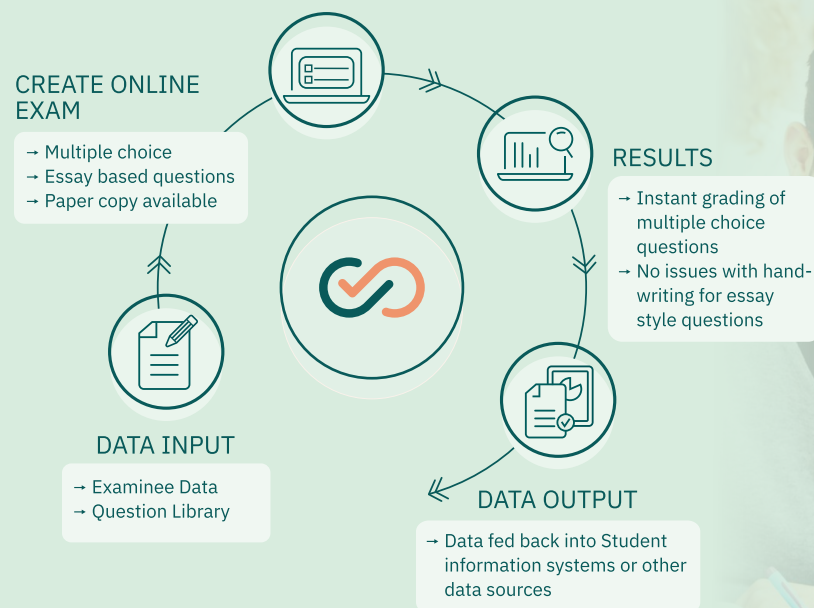 CREATE ONLINE
EXAM
→ Multiple choice
→ Essay based questions
→ Paper copy available
RESULTS
→ Instant grading of
multiple choice
questions
→ No issues with hand-
writing for essay
style questions
DATA INPUT
→ Examinee Data
→ Question Library
DATA OUTPUT
→ Data fed back into Student
information systems or other
data sources